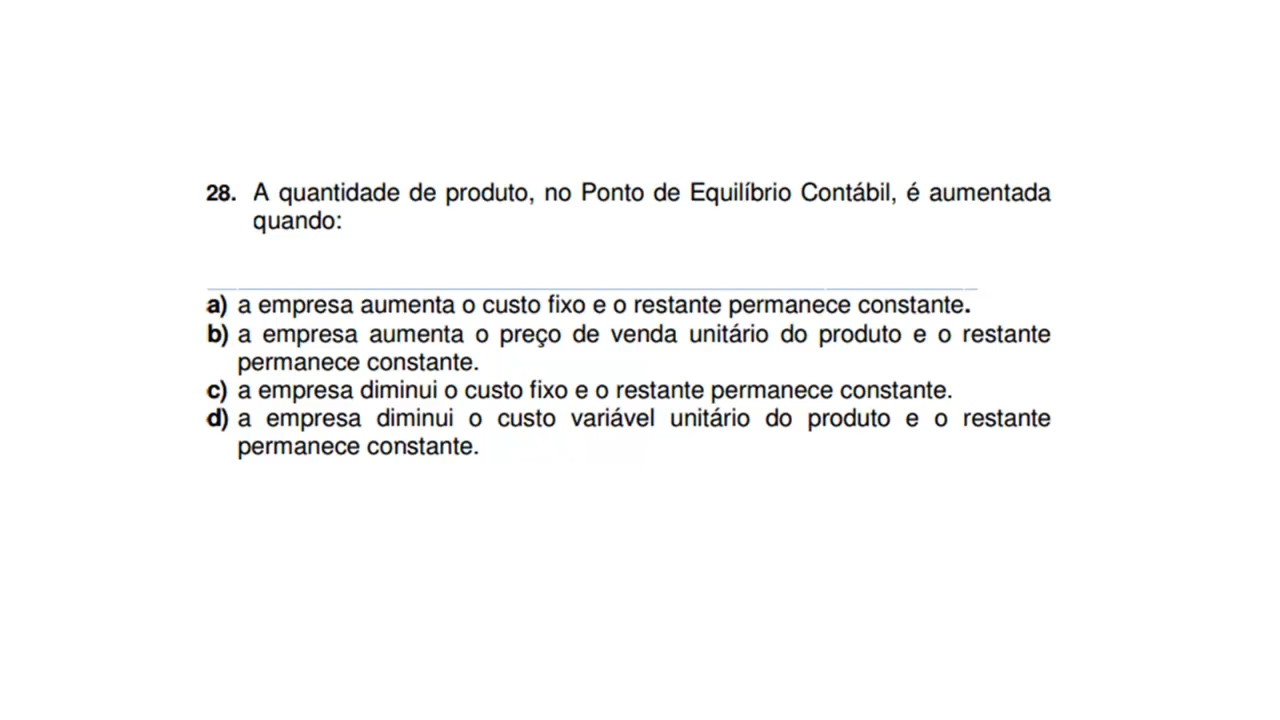 28. A quantidade de produto, no Ponto de Equilíbrio Contábil, é aumentada
quando:
a) a empresa aumenta o custo fixo e o restante permanece constante.
b) a empresa aumenta o preço de venda unitário do produto e o restante
permanece constante.
c) a empresa diminui o custo fixo e o restante permanece constante.
d) a empresa diminui o custo variável unitário do produto e o restante
permanece constante.